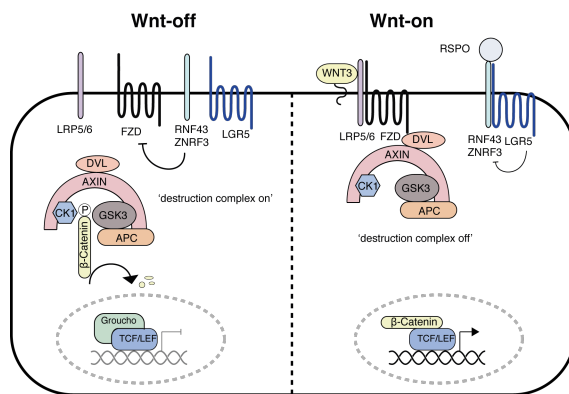 Wnt-off
Wnt-on
RSPO
WNT3
LRP5/6
FZD
RNF43
ZNRF3
LGR5
LRP5/6
FZD
RNF43
ZNRF3
LGR5
DVL
AXIN
CK1
P
GSK3
APC
β-Catenin
'destruction complex on'
DVL
AXIN
CK1
GSK3
APC
'destruction complex off'
Groucho
TCF/LEF
β-Catenin
TCF/LEF